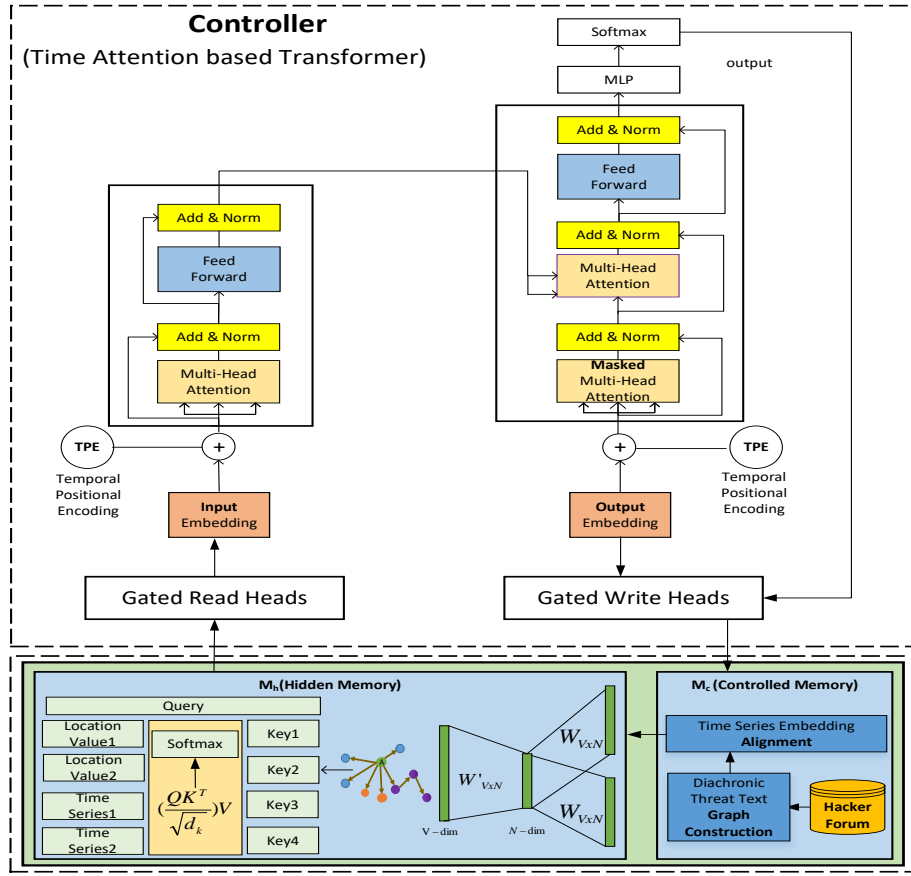 Controller
(Time Attention based Transformer)
Softmax
output
MLP
Add & Norm
Feed
Forward
Add & Norm
Multi-Head
Attention
Add & Norm
Masked
Multi-Head
Attention
Add & Norm
Feed
Forward
Add & Norm
Multi-Head
Attention
TPE
+
Temporal
Positional
Encoding
+
TPE
Temporal
Positional
Encoding
Input
Embedding
Output
Embedding
Gated Read Heads
Gated Write Heads
Mₕ(Hidden Memory)
Query
Location
Value1
Location
Value2
Time
Series1
Time
Series2
Softmax
(QKᵀ/√dₖ)V
Key1
Key2
Key3
Key4
A
W'VxN
V-dim
N-dim
WVxN
WVxN
M꜀(Controlled Memory)
Time Series Embedding
Alignment
Diachronic
Threat Text
Graph
Construction
Hacker
Forum